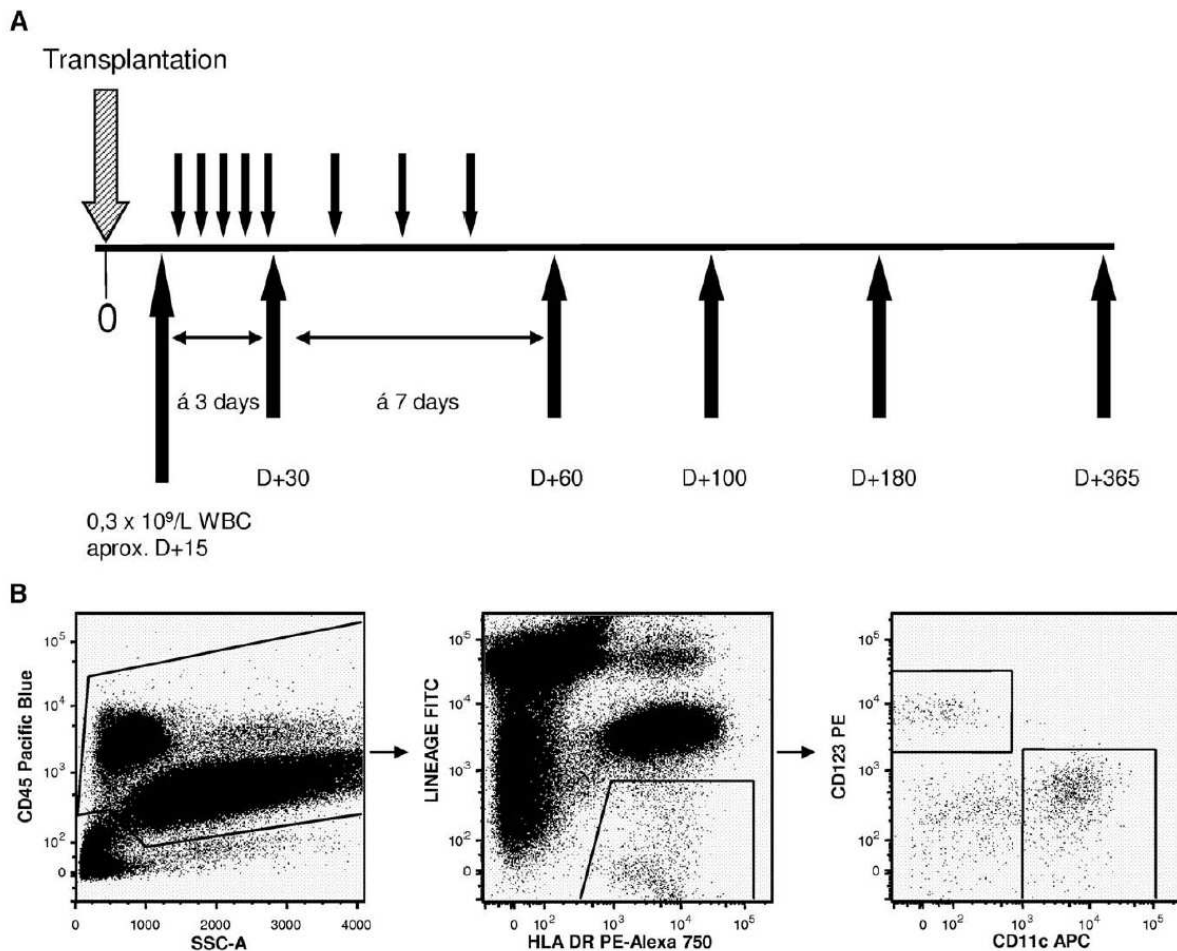 A
Transplantation
0
á 3 days
á 7 days
D+30
D+60
D+100
D+180
D+365
0,3 x 10⁹/L WBC
aprox. D+15
B
CD45 Pacific Blue
10⁵
10⁴
10³
10²
0
0
1000
2000
3000
4000
SSC-A
LINEAGE FITC
10⁵
10⁴
10³
10²
0
0
10²
10³
10⁴
10⁵
HLA DR PE-Alexa 750
CD123 PE
10⁵
10⁴
10³
10²
0
0
10²
10³
10⁴
10⁵
CD11c APC